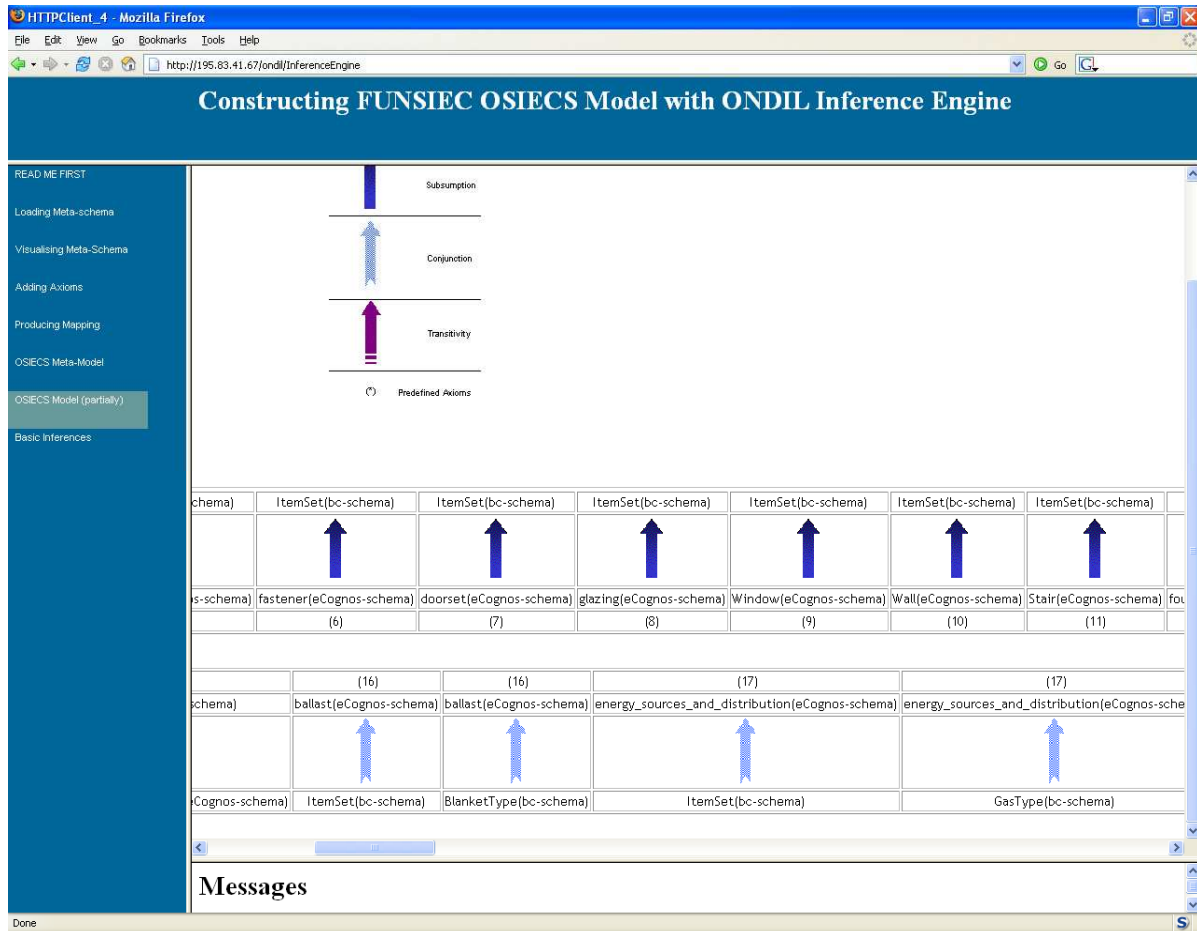 HTTPClient_4 - Mozilla Firefox
File Edit View Go Bookmarks Tools Help
http://195.83.41.67/ondil/InferenceEngine
Go
G
Constructing FUNSIEC OSIECS Model with ONDIL Inference Engine
READ ME FIRST
Loading Meta-schema
Visualising Meta-Schema
Adding Axioms
Producing Mapping
OSIECS Meta-Model
OSIECS Model (partially)
Basic Inferences
Subsumption
Conjunction
Transitivity
(*) Predefined Axioms
chema) ItemSet(bc-schema) ItemSet(bc-schema) ItemSet(bc-schema) ItemSet(bc-schema) ItemSet(bc-schema) ItemSet(bc-schema)
s-schema) fastener(eCognos-schema) doorset(eCognos-schema) glazing(eCognos-schema) Window(eCognos-schema) Wall(eCognos-schema) Stair(eCognos-schema) fou
(6) (7) (8) (9) (10) (11)
(16) (16) (17) (17)
schema) ballast(eCognos-schema) ballast(eCognos-schema) energy_sources_and_distribution(eCognos-schema) energy_sources_and_distribution(eCognos-sche
eCognos-schema) ItemSet(bc-schema) BlanketType(bc-schema) ItemSet(bc-schema) GasType(bc-schema)
Messages
Done
S